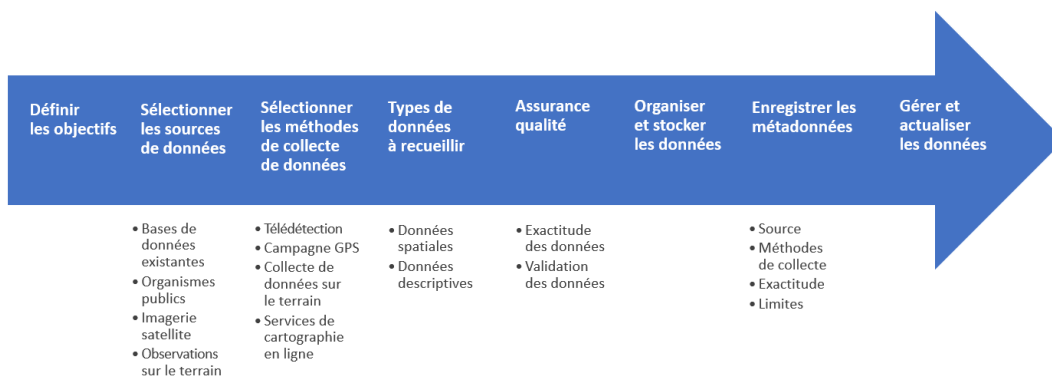 Définir
les objectifs
Sélectionner
les sources
de données
Sélectionner
les méthodes
de collecte
de données
Types de
données
à recueillir
Assurance
qualité
Organiser
et stocker
les données
Enregistrer les
métadonnées
Gérer et
actualiser
les données
• Bases de
données
existantes
• Organismes
publics
• Imagerie
satellite
• Observations
sur le terrain
• Télédétection
• Campagne GPS
• Collecte de
données sur
le terrain
• Services de
cartographie
en ligne
• Données
spatiales
• Données
descriptives
• Exactitude
des données
• Validation
des données
• Source
• Méthodes
de collecte
• Exactitude
• Limites